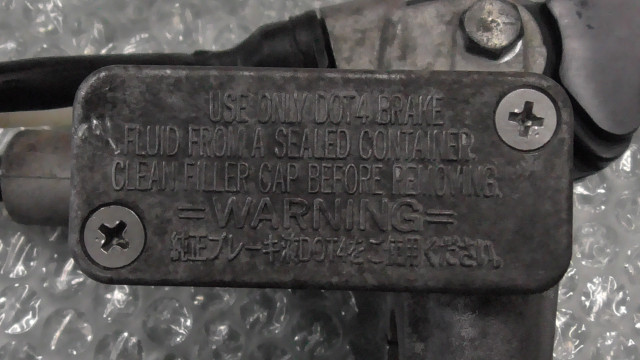 USE ONLY DOT4 BRAKE
FLUID FROM A SEALED CONTAINER.
CLEAN FILLER CAP BEFORE REMOVING.
=WARNING=
純正ブレーキ液DOT4をご使用ください。